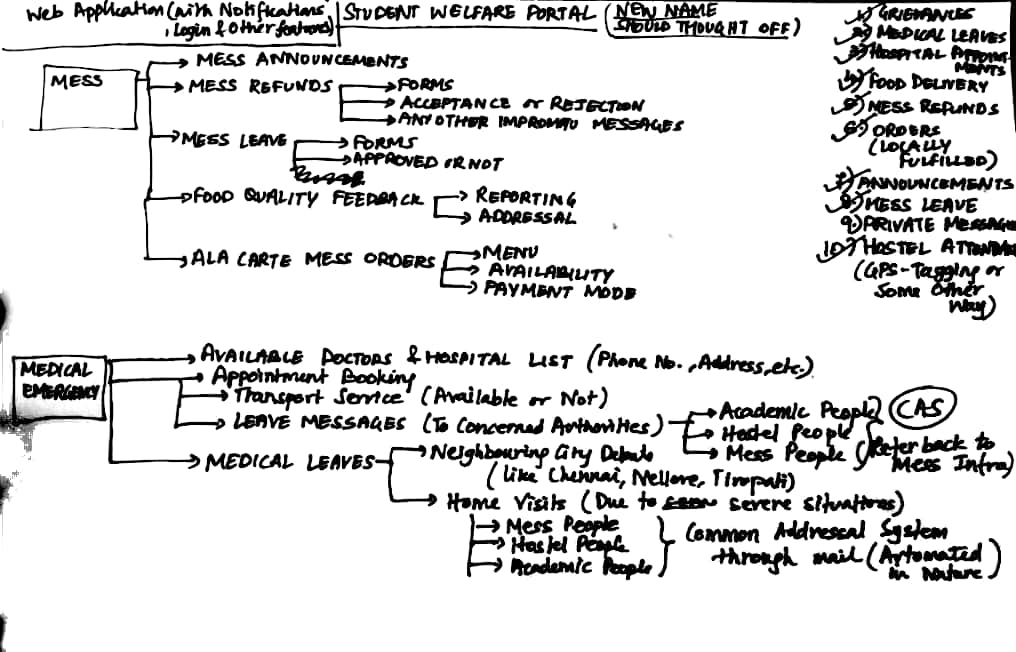 Web Application (with Notifications
, Login & Other features)
STUDENT WELFARE PORTAL (NEW NAME
SHOULD THOUGHT OFF)
MESS
MESS ANNOUNCEMENTS
MESS REFUNDS
FORMS
ACCEPTANCE or REJECTION
ANY OTHER IMPROMTU MESSAGES
MESS LEAVE
FORMS
APPROVED OR NOT
FOOD QUALITY FEEDBACK
REPORTING
ADDRESSAL
ALA CARTE MESS ORDERS
MENU
AVAILABILITY
PAYMENT MODE
1) GRIEVANCES
2) MEDICAL LEAVES
3) HOSPITAL APPOINT-
MENTS
4) FOOD DELIVERY
5) MESS REFUNDS
6) ORDERS
(LOCALLY
FULFILLED)
7) ANNOUNCEMENTS
8) MESS LEAVE
9) PRIVATE MESSAGE
10) HOSTEL
(GPS-Tagging or
Some Other
Way)
MEDICAL
EMERGENCY
AVAILABLE DOCTORS & HOSPITAL LIST (Phone No., Address, etc.)
Appointment Booking
Transport Service (Available or Not)
LEAVE MESSAGES (To Concerned Authorities)
Academic People
Hostel People
Mess People
CAS
(Refer back to
Mess Infra)
MEDICAL LEAVES
Neighbouring City
(like Chennai, Nellore, Tirupati)
Home Visits (Due to severe situations)
Mess People
Hostel People
Academic People
Common Addressal System
through mail (Automated
in Nature)